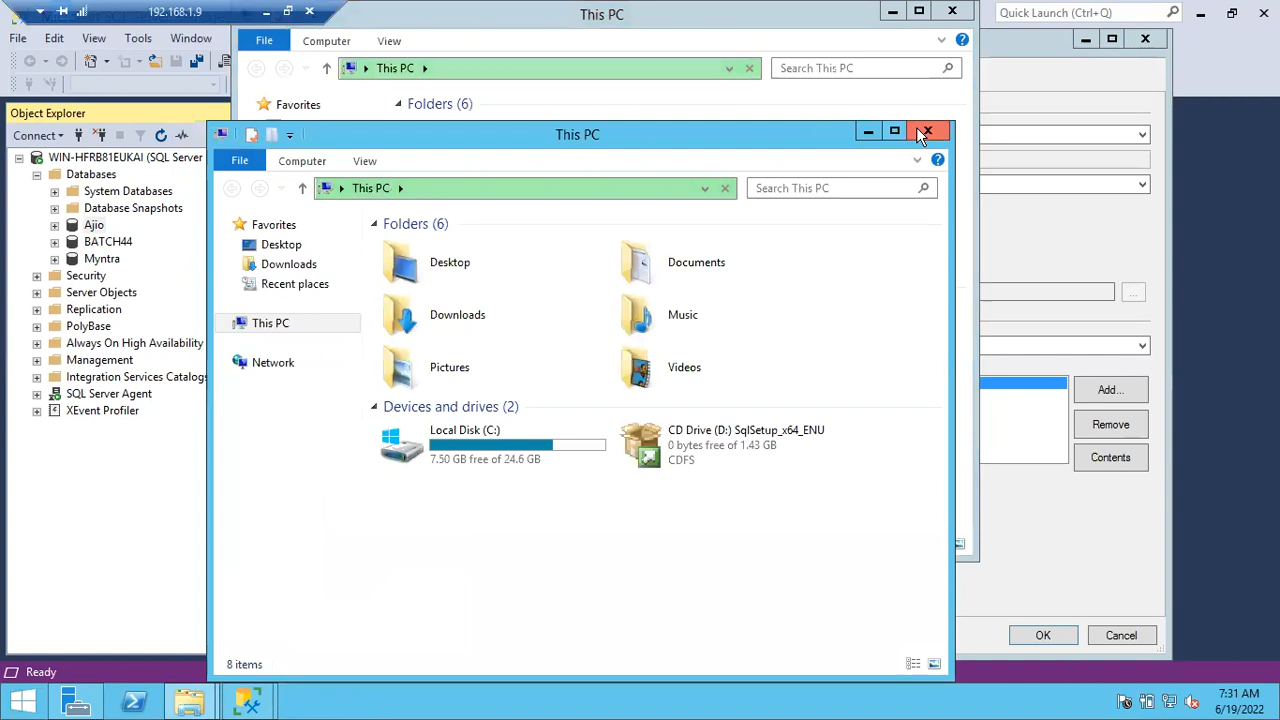 192.168.1.9
This PC
Quick Launch (Ctrl+Q)
File Edit View Tools Window
File Computer View
This PC
Search This PC
Favorites
Folders (6)
Object Explorer
Connect
WIN-HFRB81EUKAI (SQL Server
Databases
System Databases
Database Snapshots
Ajio
BATCH44
Myntra
Security
Server Objects
Replication
PolyBase
Always On High Availability
Management
Integration Services Catalogs
SQL Server Agent
XEvent Profiler
This PC
File Computer View
This PC
Search This PC
Favorites
Desktop
Downloads
Recent places
This PC
Network
Folders (6)
Desktop
Documents
Downloads
Music
Pictures
Videos
Devices and drives (2)
Local Disk (C:)
7.50 GB free of 24.6 GB
CD Drive (D:) SqlSetup_x64_ENU
0 bytes free of 1.43 GB
CDFS
8 items
...
Add...
Remove
Contents
OK
Cancel
Ready
7:31 AM
6/19/2022